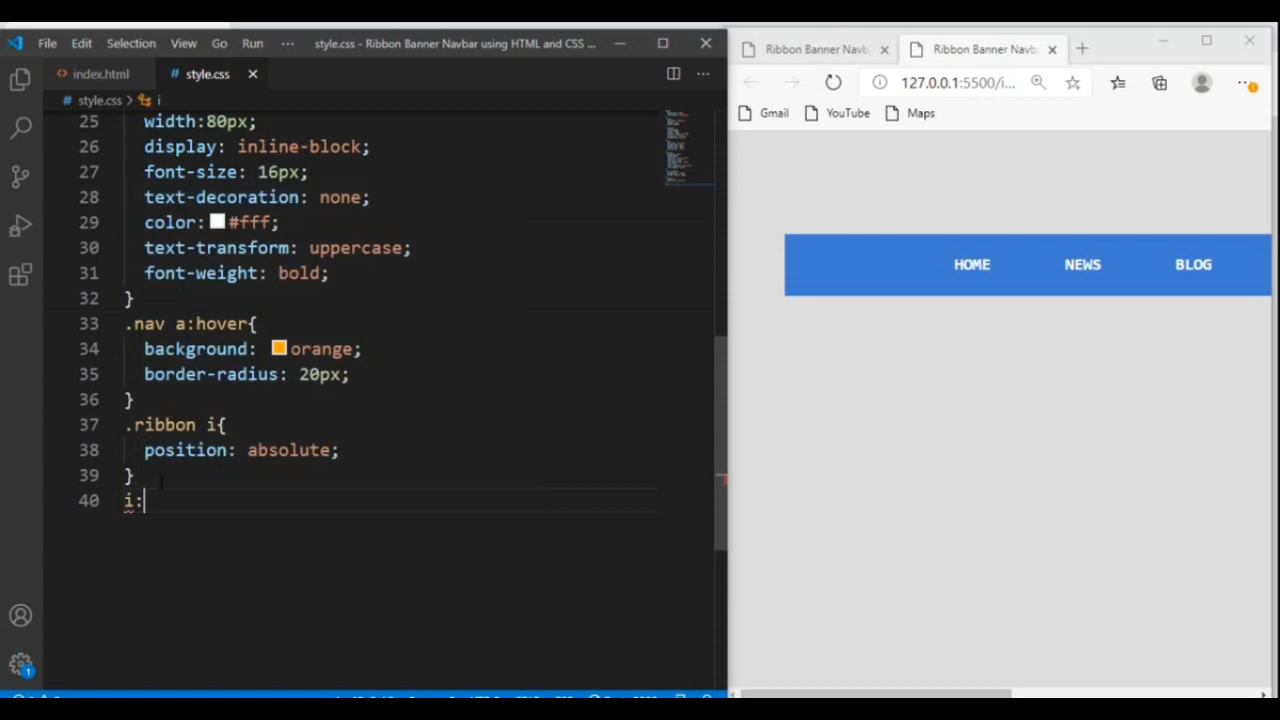 File Edit Selection View Go Run ··· style.css - Ribbon Banner Navbar using HTML and CSS ...
index.html # style.css
# style.css > i
25 width:80px;
26 display: inline-block;
27 font-size: 16px;
28 text-decoration: none;
29 color: #fff;
30 text-transform: uppercase;
31 font-weight: bold;
32 }
33 .nav a:hover{
34 background: orange;
35 border-radius: 20px;
36 }
37 .ribbon i{
38 position: absolute;
39 }
40 i:
1
Ribbon Banner Navb Ribbon Banner Navb
127.0.0.1:5500/i...
Gmail YouTube Maps
HOME NEWS BLOG